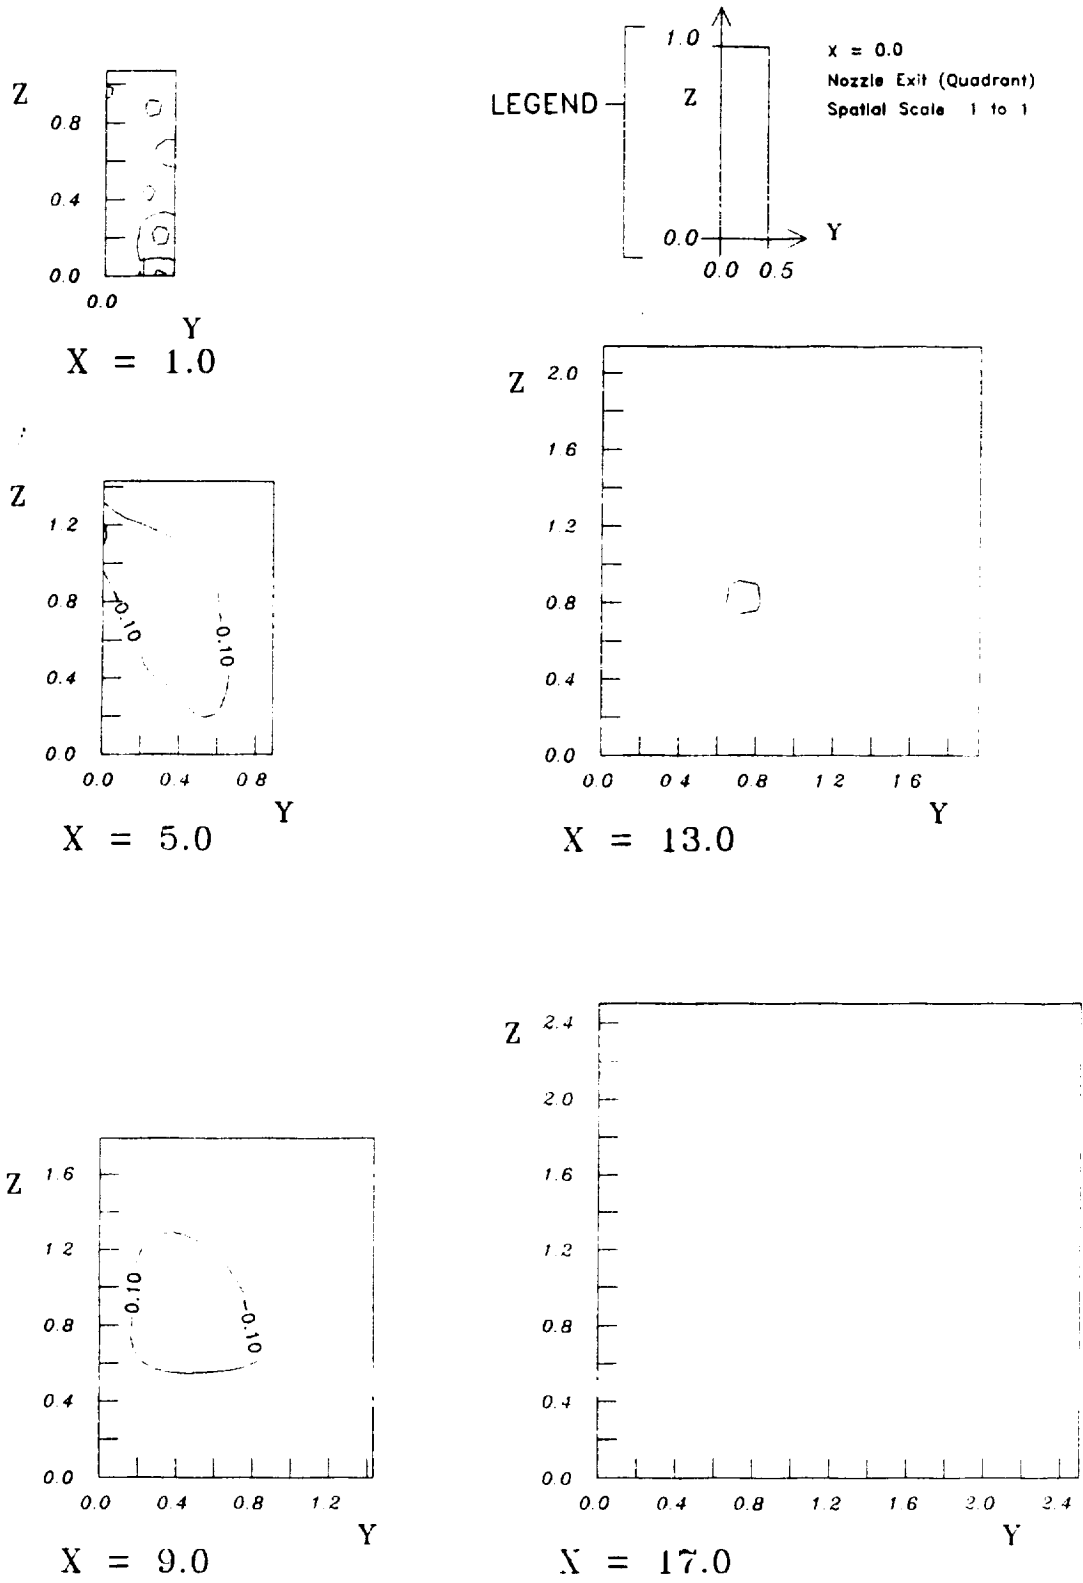 Z
0.8
0.4
0.0
0.0
Y
X = 1.0
LEGEND
1.0
Z
0.0
0.0 0.5
Y
x = 0.0
Nozzle Exit (Quadrant)
Spatial Scale 1 to 1
Z
1.2
0.8
0.4
0.0
-0.10
-0.10
0.0 0.4 0.8
Y
X = 5.0
Z
2.0
1.6
1.2
0.8
0.4
0.0
0.0 0.4 0.8 1.2 1.6
Y
X = 13.0
Z
1.6
1.2
0.8
0.4
0.0
0.10
-0.10
0.0 0.4 0.8 1.2
Y
X = 9.0
Z
2.4
2.0
1.6
1.2
0.8
0.4
0.0
0.0 0.4 0.8 1.2 1.6 2.0 2.4
Y
X = 17.0